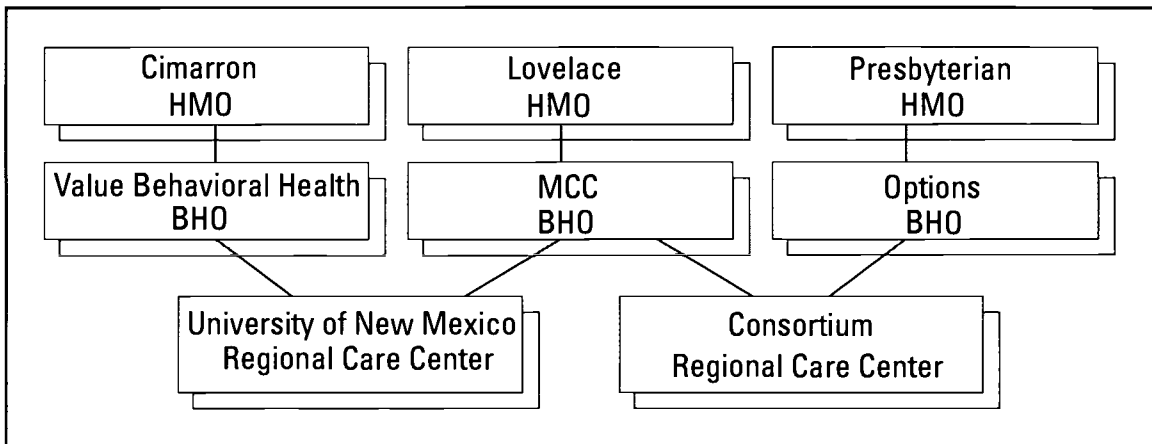 Cimarron
HMO
Lovelace
HMO
Presbyterian
HMO
Value Behavioral Health
BHO
MCC
BHO
Options
BHO
University of New Mexico
Regional Care Center
Consortium
Regional Care Center